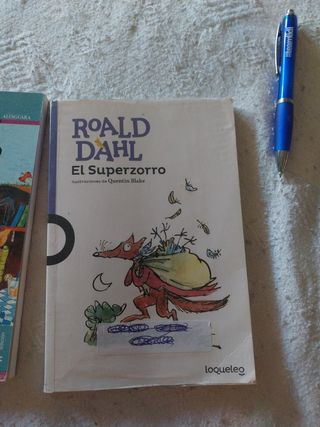 ALFAGUARA
ROALD
DAHL
El Superzorro
Ilustraciones de Quentin Blake
loqueleo